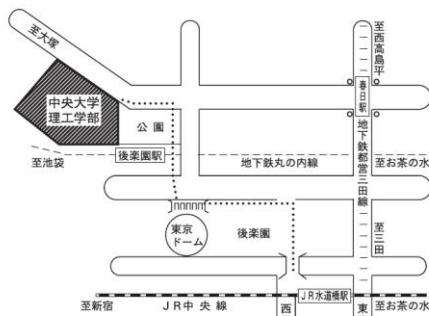 至大塚
至西高島平
中央大学
理工学部
公園
春日駅
至池袋
後楽園駅
地下鉄丸の内線
至お茶の水
地下鉄都営三田線
東京
ドーム
後楽園
至三田
JR水道橋駅
至新宿
JR中央線
西
東
至お茶の水